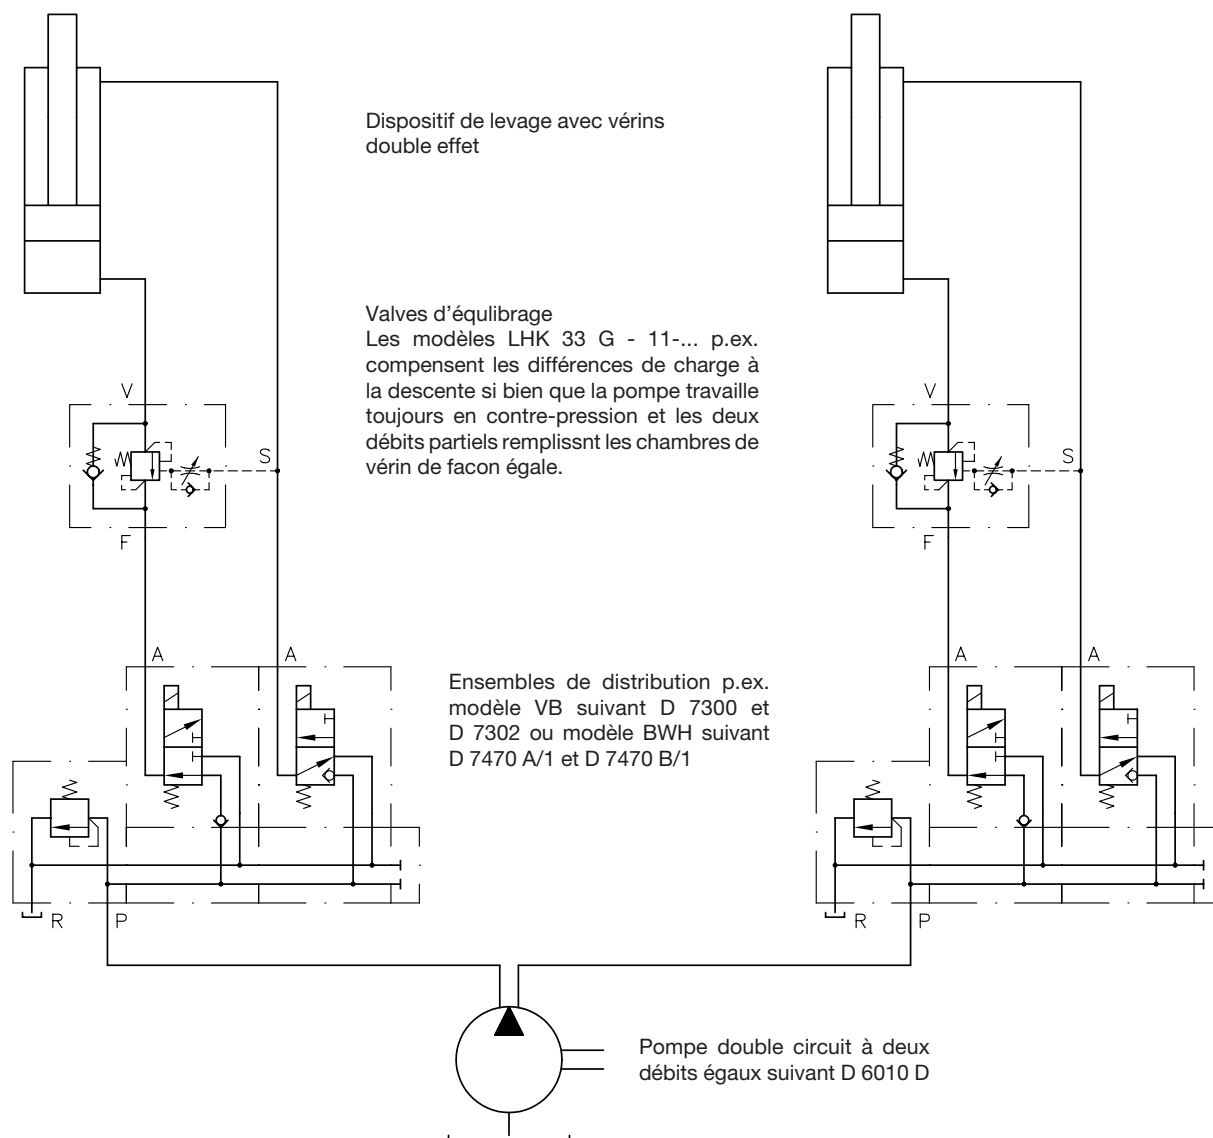 Dispositif de levage avec vérins
double effet
Valves d’équlibrage
Les modèles LHK 33 G - 11-... p.ex.
compensent les différences de charge à
la descente si bien que la pompe travaille
toujours en contre-pression et les deux
débits partiels remplissnt les chambres de
vérin de facon égale.
V
S
F
V
S
F
A
A
Ensembles de distribution p.ex.
modèle VB suivant D 7300 et
D 7302 ou modèle BWH suivant
D 7470 A/1 et D 7470 B/1
A
A
R
P
R
P
Pompe double circuit à deux
débits égaux suivant D 6010 D